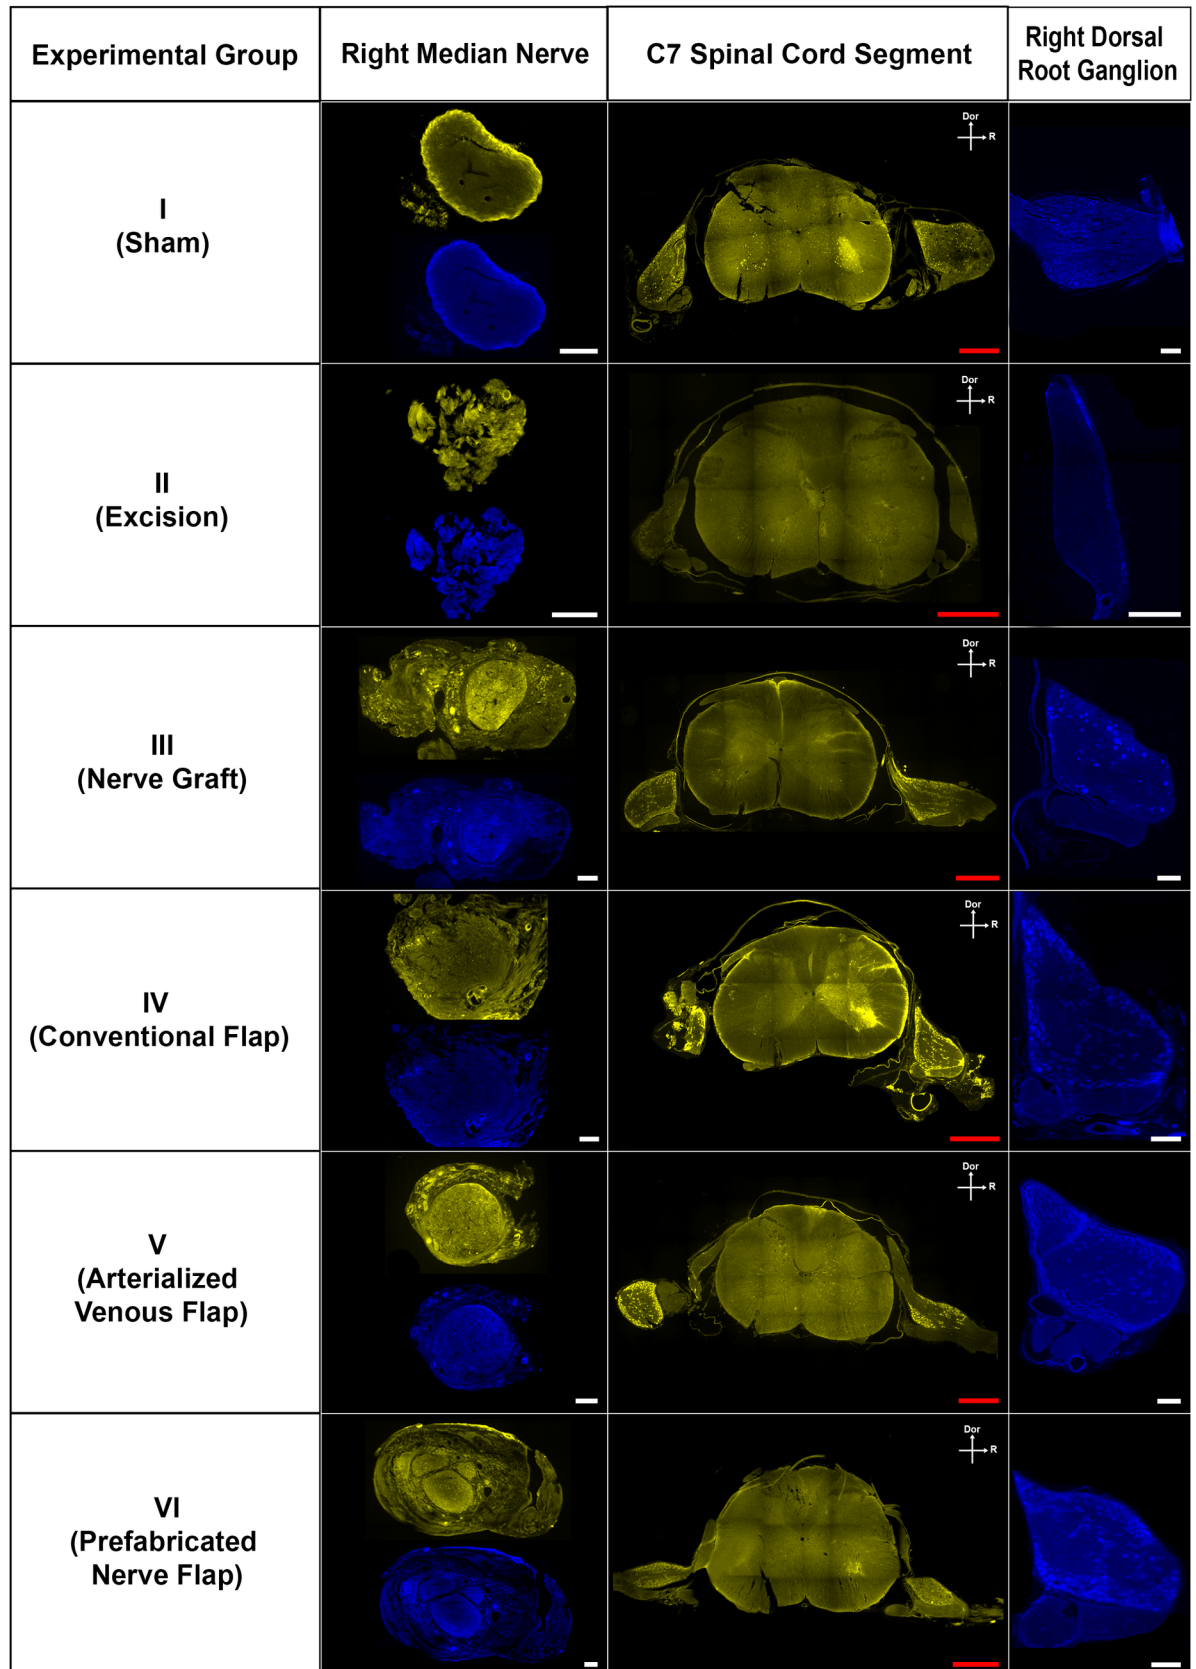 Experimental Group
Right Median Nerve
C7 Spinal Cord Segment
Right Dorsal
Root Ganglion
I
(Sham)
Dor
R
II
(Excision)
Dor
R
III
(Nerve Graft)
Dor
R
IV
(Conventional Flap)
Dor
R
V
(Arterialized
Venous Flap)
Dor
R
VI
(Prefabricated
Nerve Flap)
Dor
R